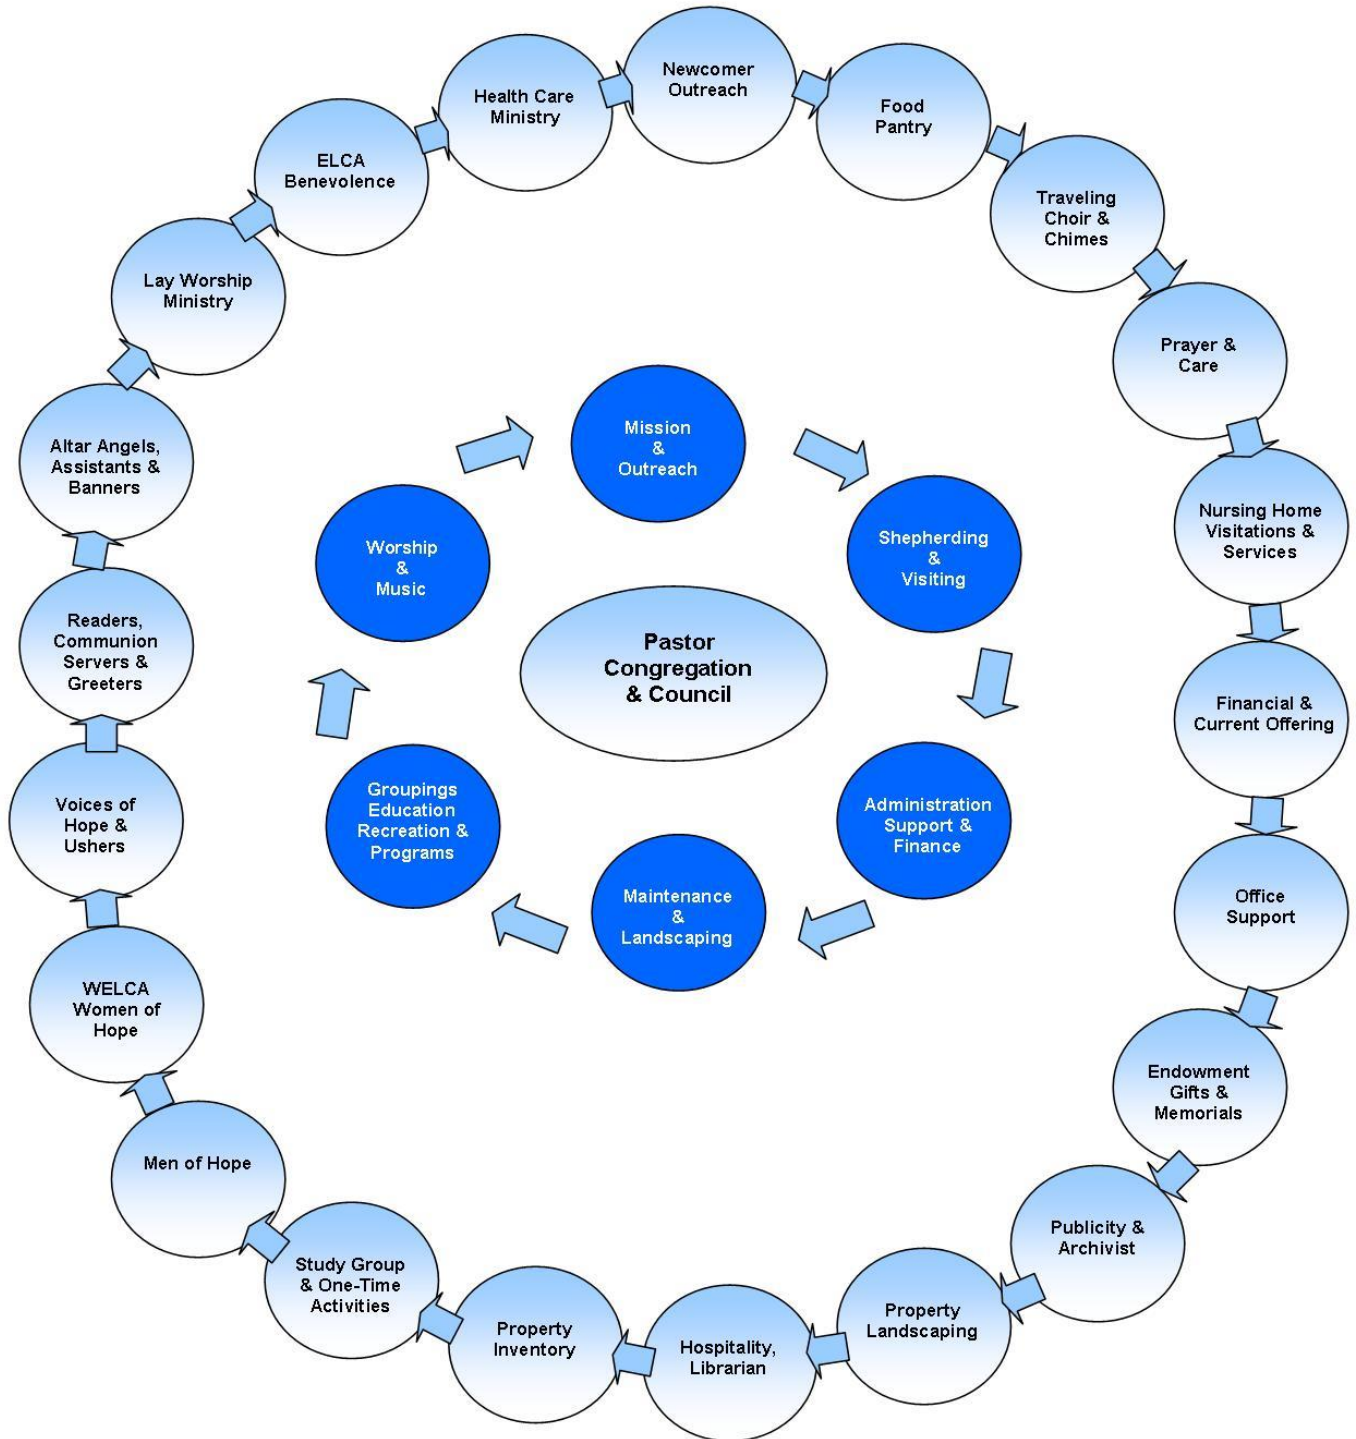 Newcomer
Outreach
Health Care
Ministry
Food
Pantry
ELCA
Benevolence
Traveling
Choir &
Chimes
Lay Worship
Ministry
Prayer &
Care
Mission
&
Outreach
Altar Angels,
Assistants &
Banners
Worship
&
Music
Shepherding
&
Visiting
Nursing Home
Visitations &
Services
Readers,
Communion
Servers &
Greeters
Pastor
Congregation
& Council
Financial &
Current Offering
Voices of
Hope &
Ushers
Groupings
Education
Recreation &
Programs
Administration
Support &
Finance
Maintenance
&
Landscaping
Office
Support
WELCA
Women of
Hope
Endowment
Gifts &
Memorials
Men of Hope
Publicity &
Archivist
Study Group
& One-Time
Activities
Property
Inventory
Hospitality,
Librarian
Property
Landscaping